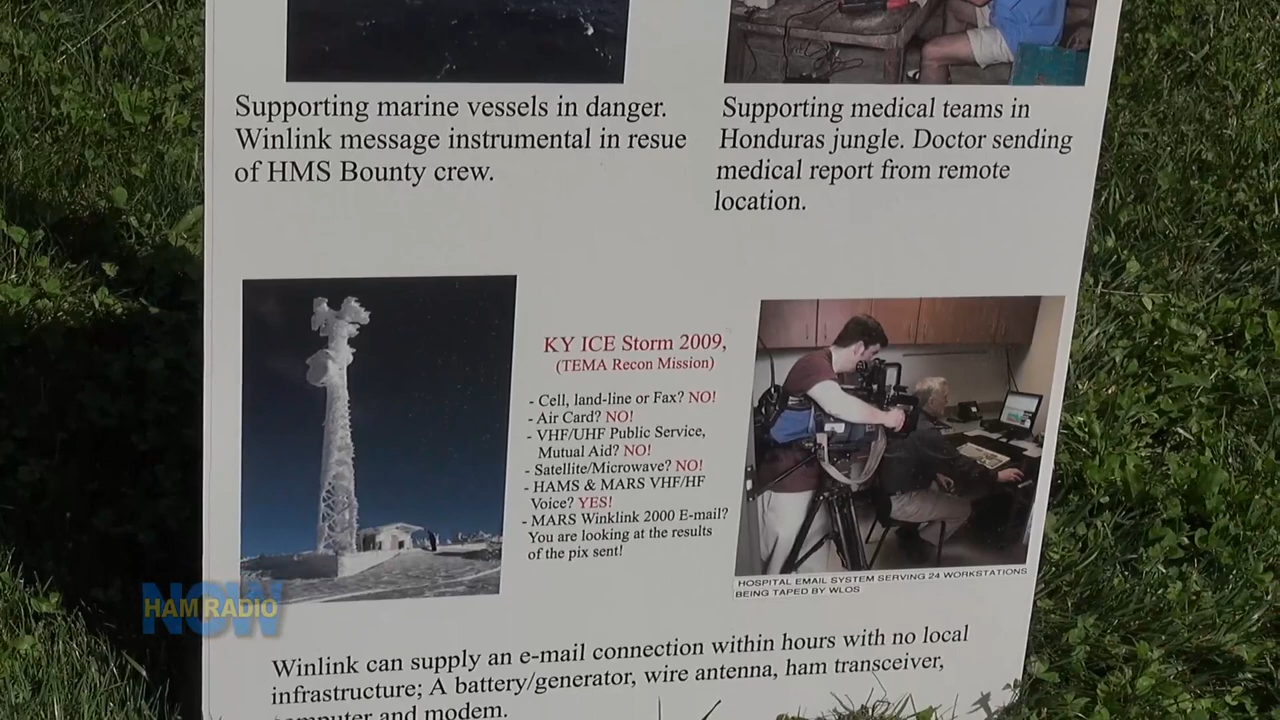 Supporting marine vessels in danger.
Winlink message instrumental in resue
of HMS Bounty crew.
Supporting medical teams in
Honduras jungle. Doctor sending
medical report from remote
location.
KY ICE Storm 2009,
(TEMA Recon Mission)
- Cell, land-line or Fax? NO!
- Air Card? NO!
- VHF/UHF Public Service,
Mutual Aid? NO!
- Satellite/Microwave? NO!
- HAMS & MARS VHF/HF
Voice? YES!
- MARS Winklink 2000 E-mail?
You are looking at the results
of the pix sent!
HOSPITAL EMAIL SYSTEM SERVING 24 WORKSTATIONS
BEING TAPED BY WLOS
Winlink can supply an e-mail connection within hours with no local
infrastructure; A battery/generator, wire antenna, ham transceiver,
computer and modem.
NOW
HAM RADIO